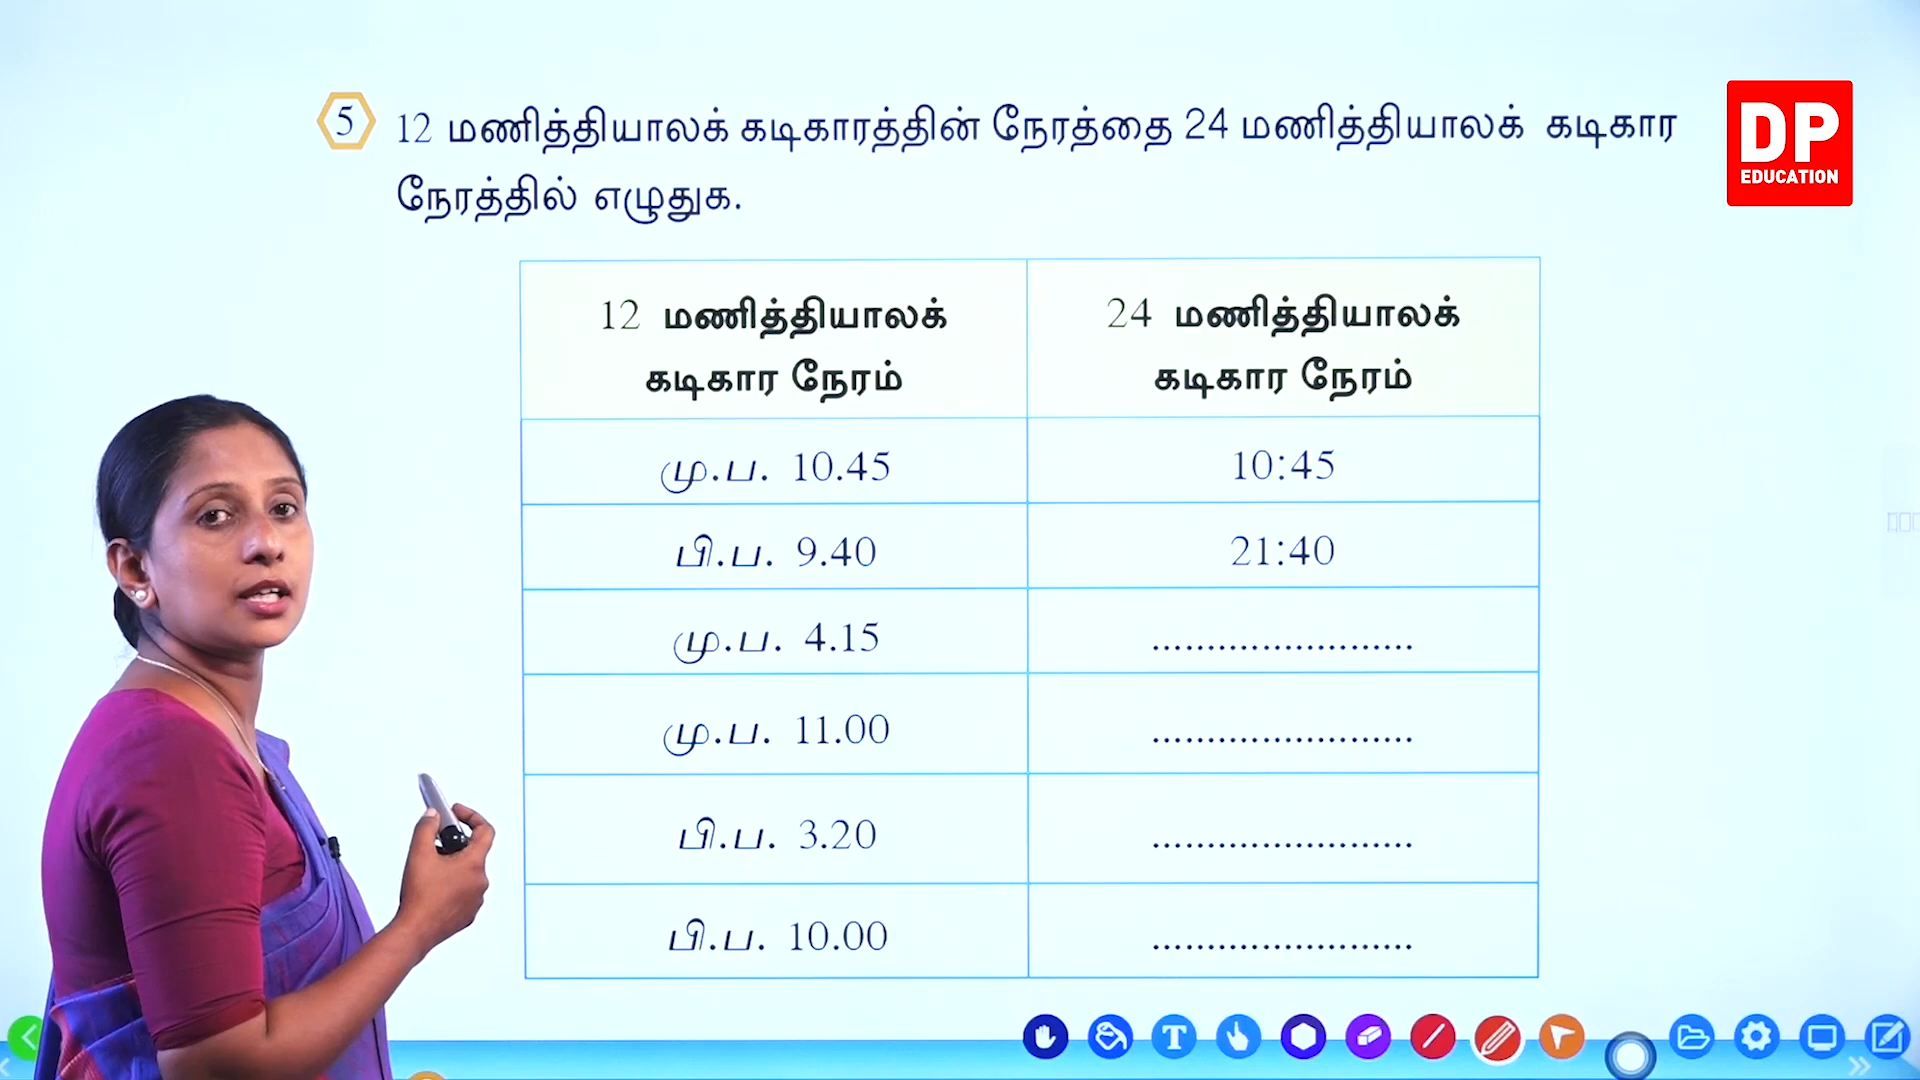 5 12 மணித்தியாலக் கடிகாரத்தின் நேரத்தை 24 மணித்தியாலக் கடிகார
நேரத்தில் எழுதுக.
DP
EDUCATION
12 மணித்தியாலக் கடிகார நேரம்
24 மணித்தியாலக் கடிகார நேரம்
மு.ப. 10.45 10:45
பி.ப. 9.40 21:40
மு.ப. 4.15 ........................
மு.ப. 11.00 ........................
பி.ப. 3.20 ........................
பி.ப. 10.00 ........................